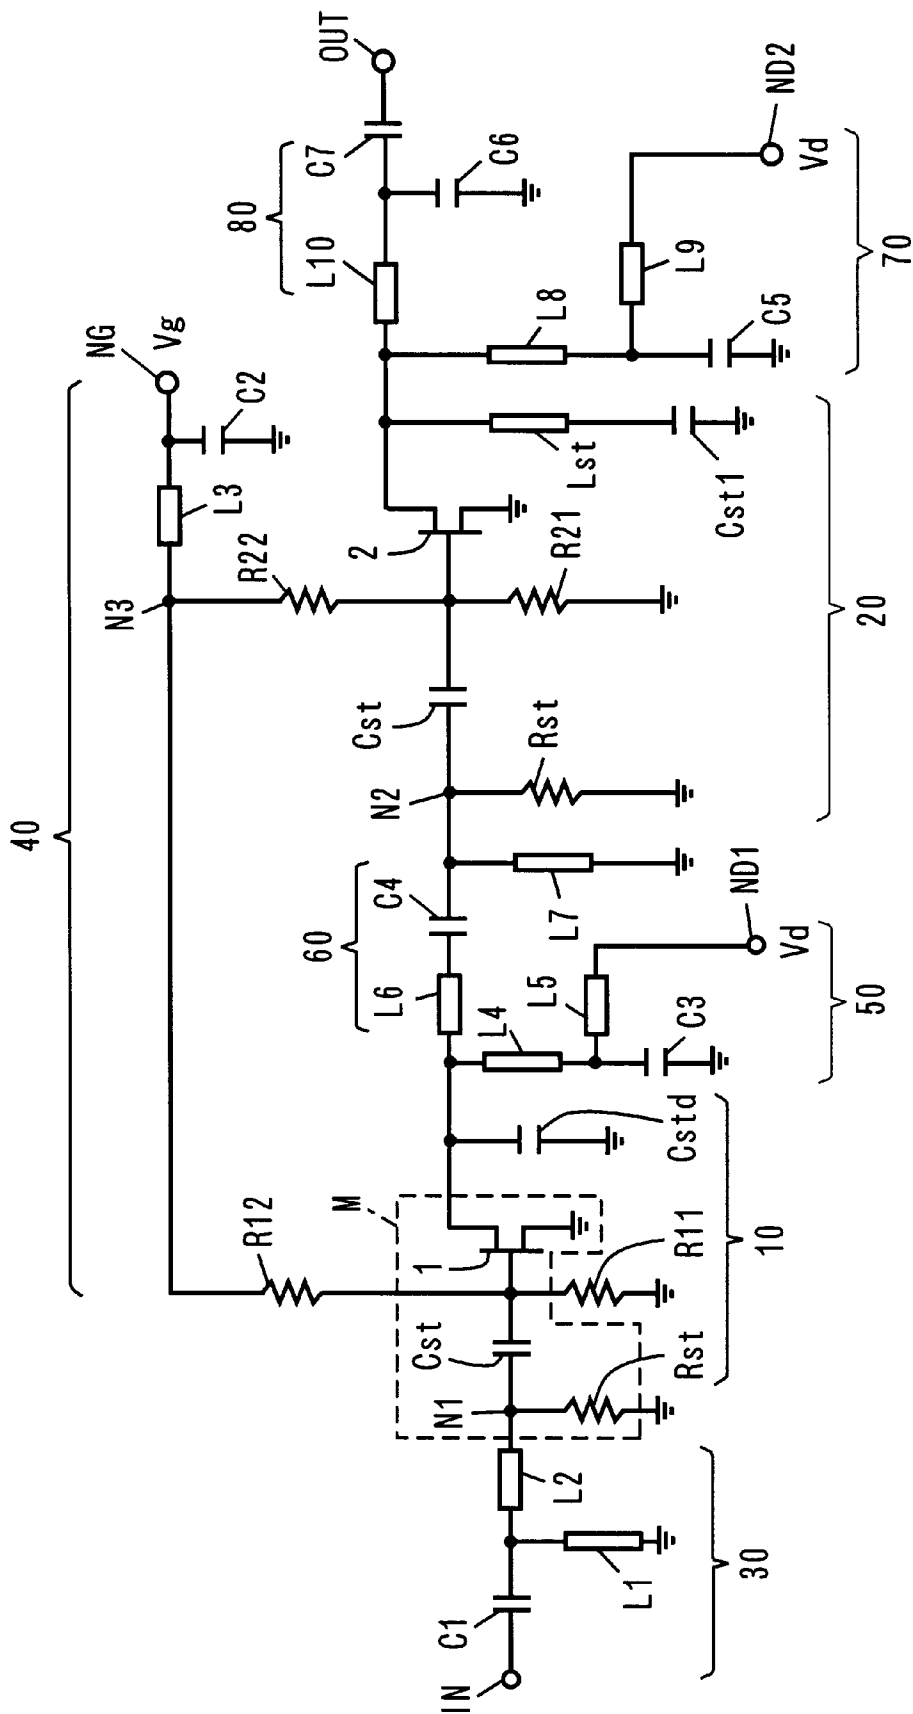 40
NG
Vg
N3
L3
C2
R12
R22
OUT
80
L10
C7
C6
2
R21
Lst
Cst1
L8
L9
C5
ND2
Vd
70
20
60
L6
C4
N2
Cst
Rst
L7
L4
L5
C3
ND1
Vd
50
M
1
Cst
N1
Cstd
R11
Rst
10
IN
C1
L1
L2
30